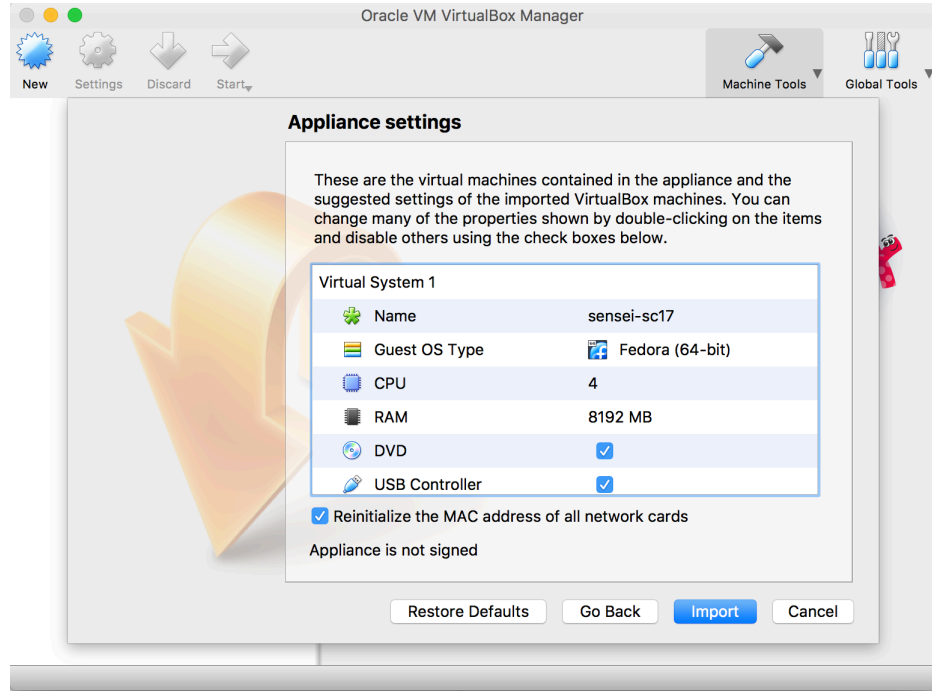 Oracle VM VirtualBox Manager
New Settings Discard Start Machine Tools Global Tools
Appliance settings
These are the virtual machines contained in the appliance and the
suggested settings of the imported VirtualBox machines. You can
change many of the properties shown by double-clicking on the items
and disable others using the check boxes below.
Virtual System 1
Name sensei-sc17
Guest OS Type Fedora (64-bit)
CPU 4
RAM 8192 MB
DVD
USB Controller
Reinitialize the MAC address of all network cards
Appliance is not signed
Restore Defaults Go Back Import Cancel